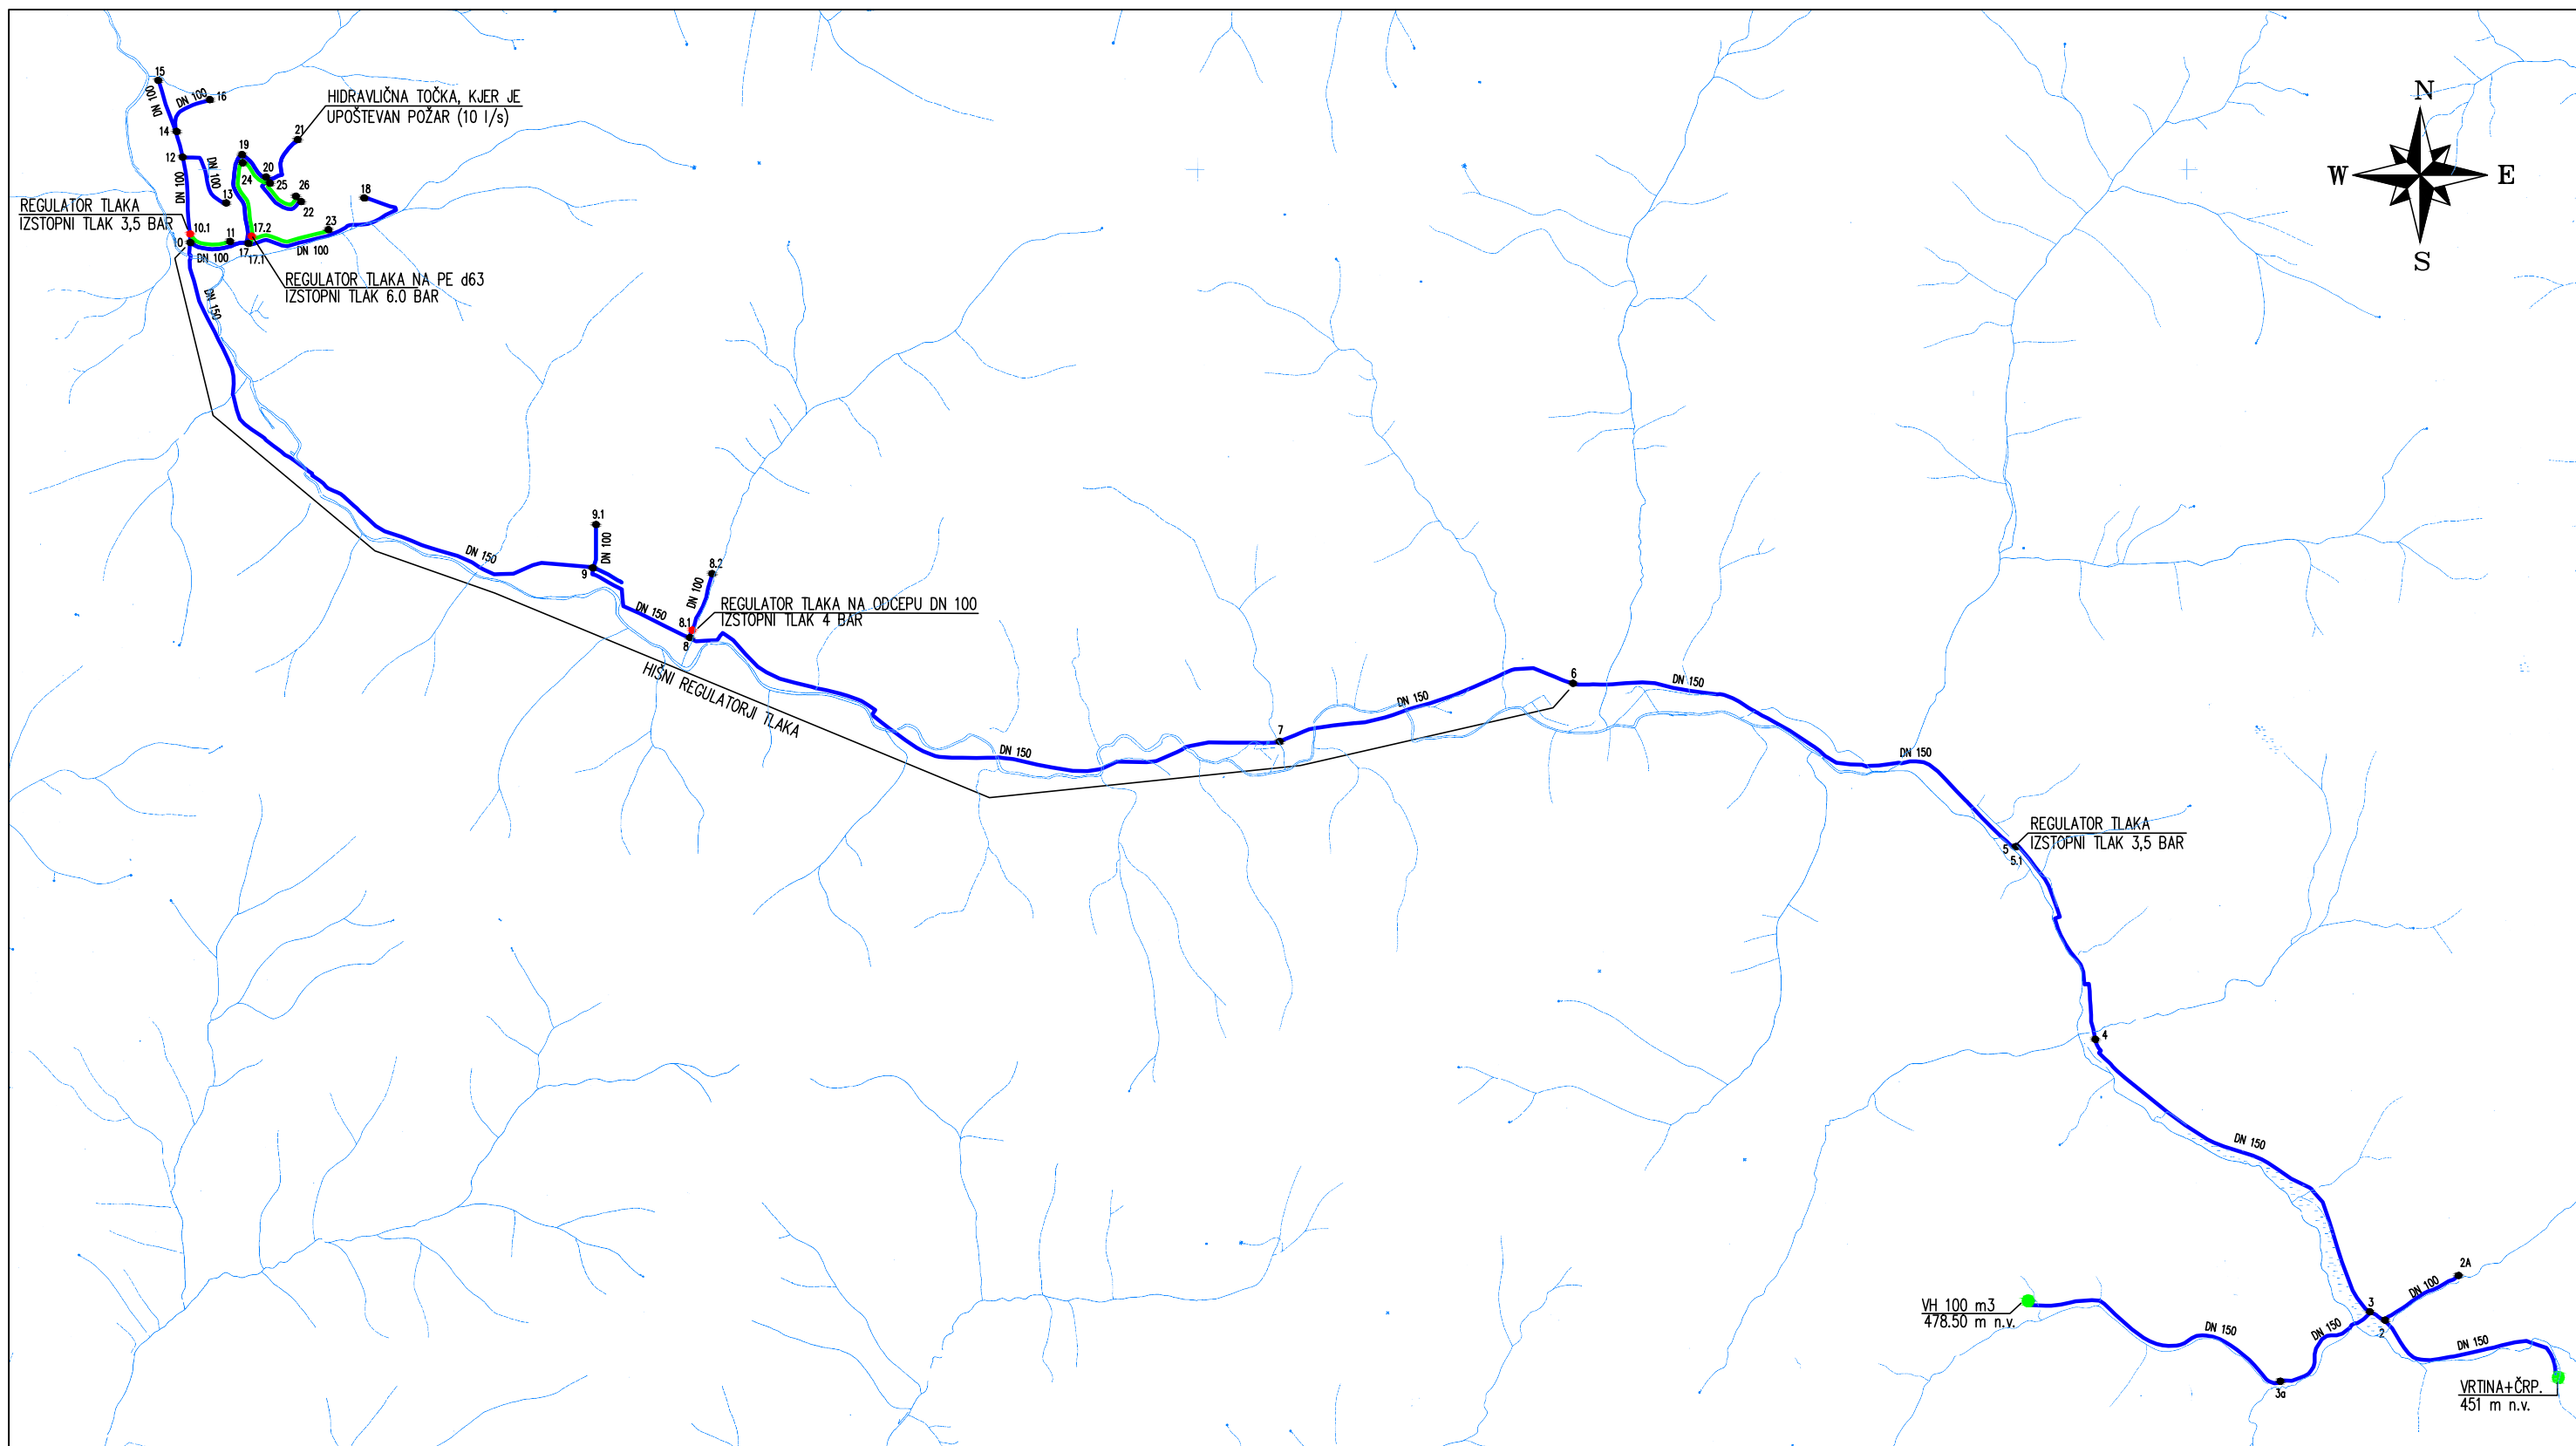 N
W
E
S
15
DN 100
DN 100
16
14
HIDRAVLIČNA TOČKA, KJER JE
UPOŠTEVAN POŽAR (10 l/s)
21
12
DN 100
13
DN 100
19
24
20
25
26
22
18
23
REGULATOR TLAKA
IZSTOPNI TLAK 3,5 BAR
10.1
10
11
DN 100
17
17.1
17.2
DN 100
REGULATOR TLAKA NA PE d63
IZSTOPNI TLAK 6.0 BAR
DN 150
DN 150
9.1
DN 100
9
DN 150
8.2
DN 100
8.1
8
REGULATOR TLAKA NA ODCEPU DN 100
IZSTOPNI TLAK 4 BAR
HIŠNI REGULATORJI TLAKA
DN 150
7
DN 150
6
DN 150
DN 150
REGULATOR TLAKA
IZSTOPNI TLAK 3,5 BAR
5
5.1
4
DN 150
2A
DN 100
3
2
VH 100 m3
478.50 m n.v.
DN 150
DN 150
3a
DN 150
VRTINA+ČRP.
451 m n.v.